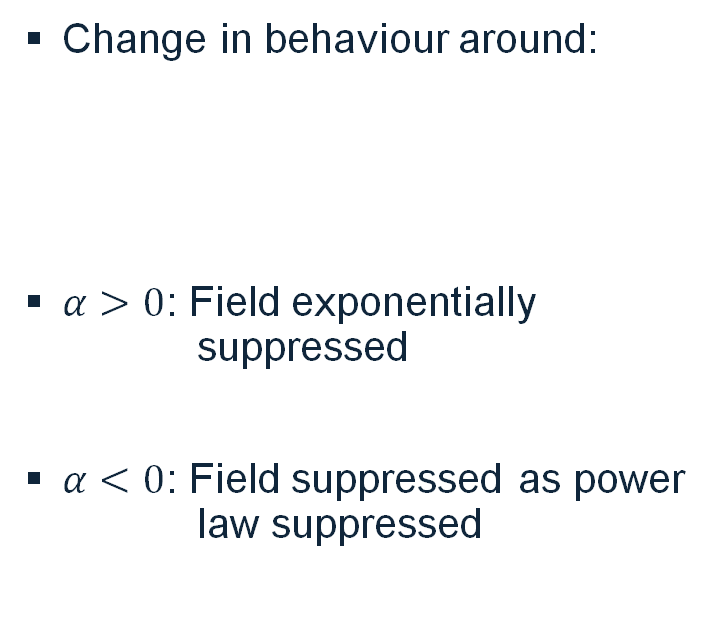 ▪ Change in behaviour around:
▪ α > 0: Field exponentially
suppressed
▪ α < 0: Field suppressed as power
law suppressed